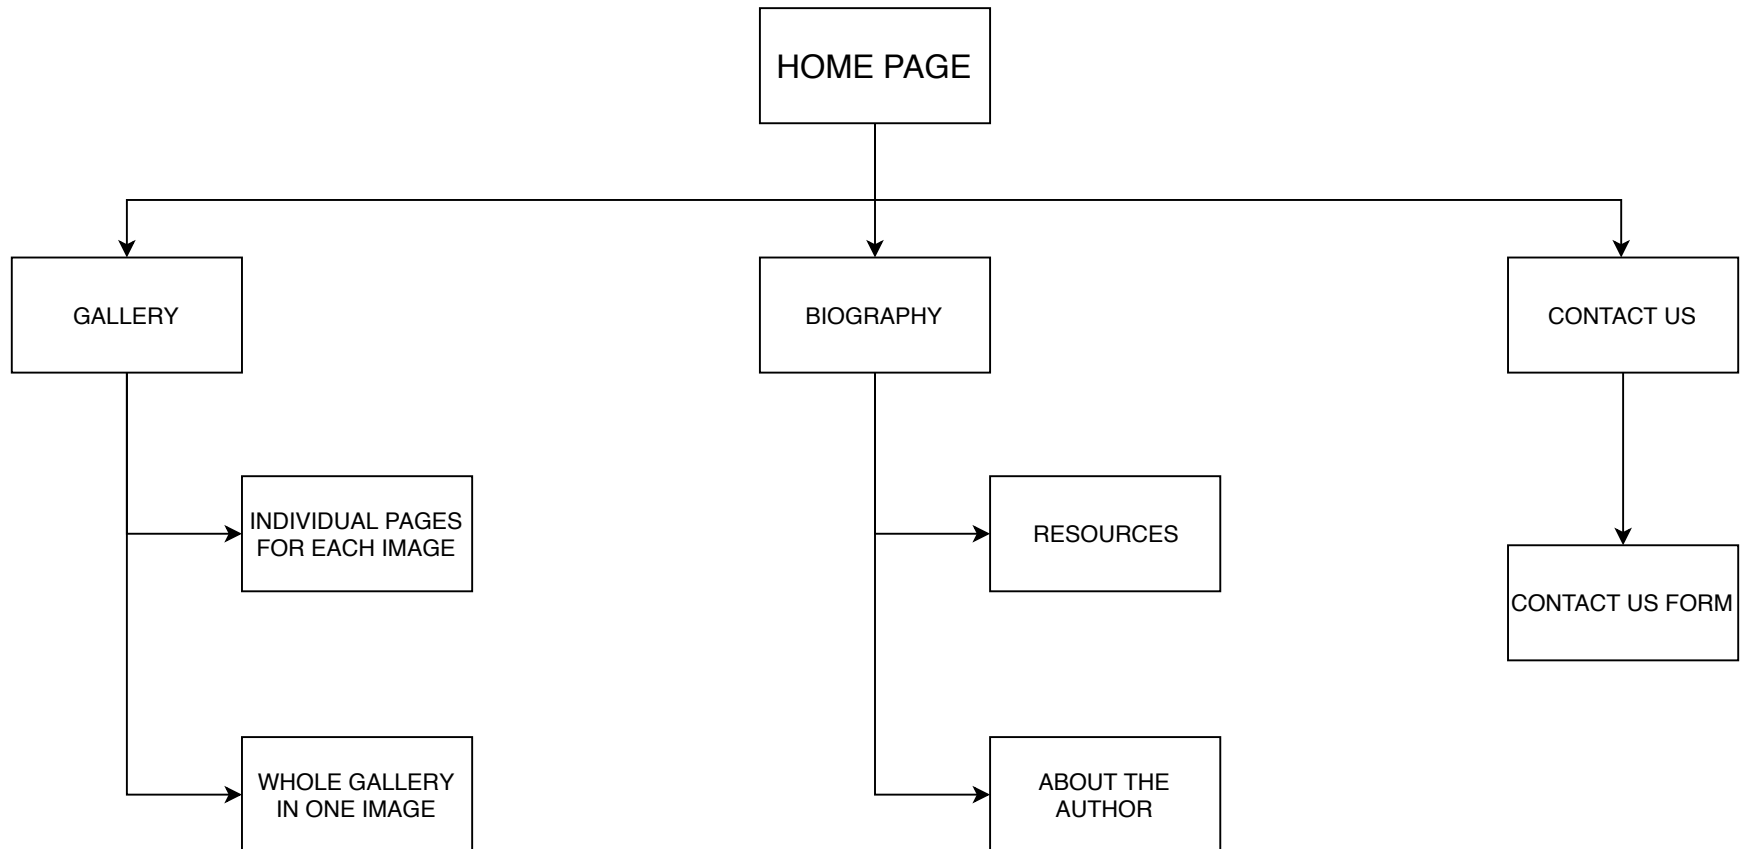 HOME PAGE
GALLERY
BIOGRAPHY
CONTACT US
INDIVIDUAL PAGES
FOR EACH IMAGE
RESOURCES
CONTACT US FORM
WHOLE GALLERY
IN ONE IMAGE
ABOUT THE
AUTHOR